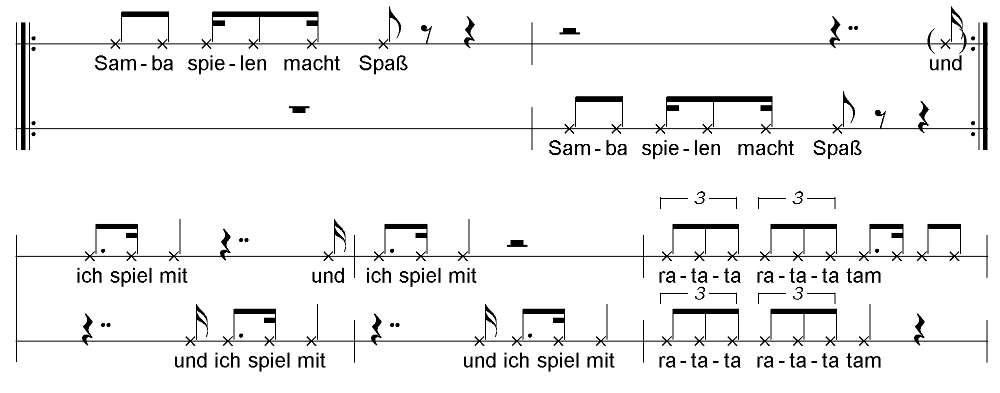 Sam - ba spie - len macht Spaß und
Sam - ba spie - len macht Spaß
3 3
ich spiel mit und ich spiel mit ra - ta - ta ra - ta - ta tam
3 3
und ich spiel mit und ich spiel mit ra - ta - ta ra - ta - ta tam